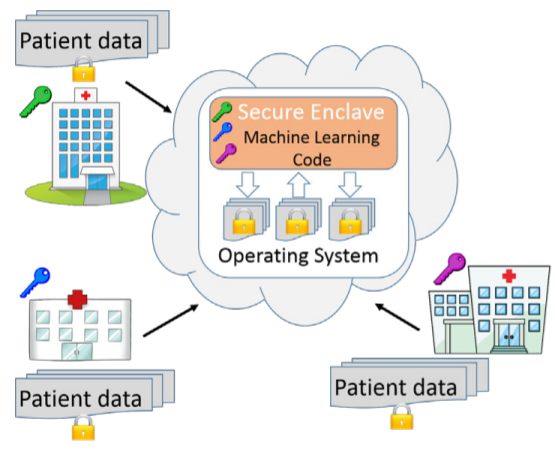 Patient data
Secure Enclave
Machine Learning
Code
Operating System
Patient data
Patient data